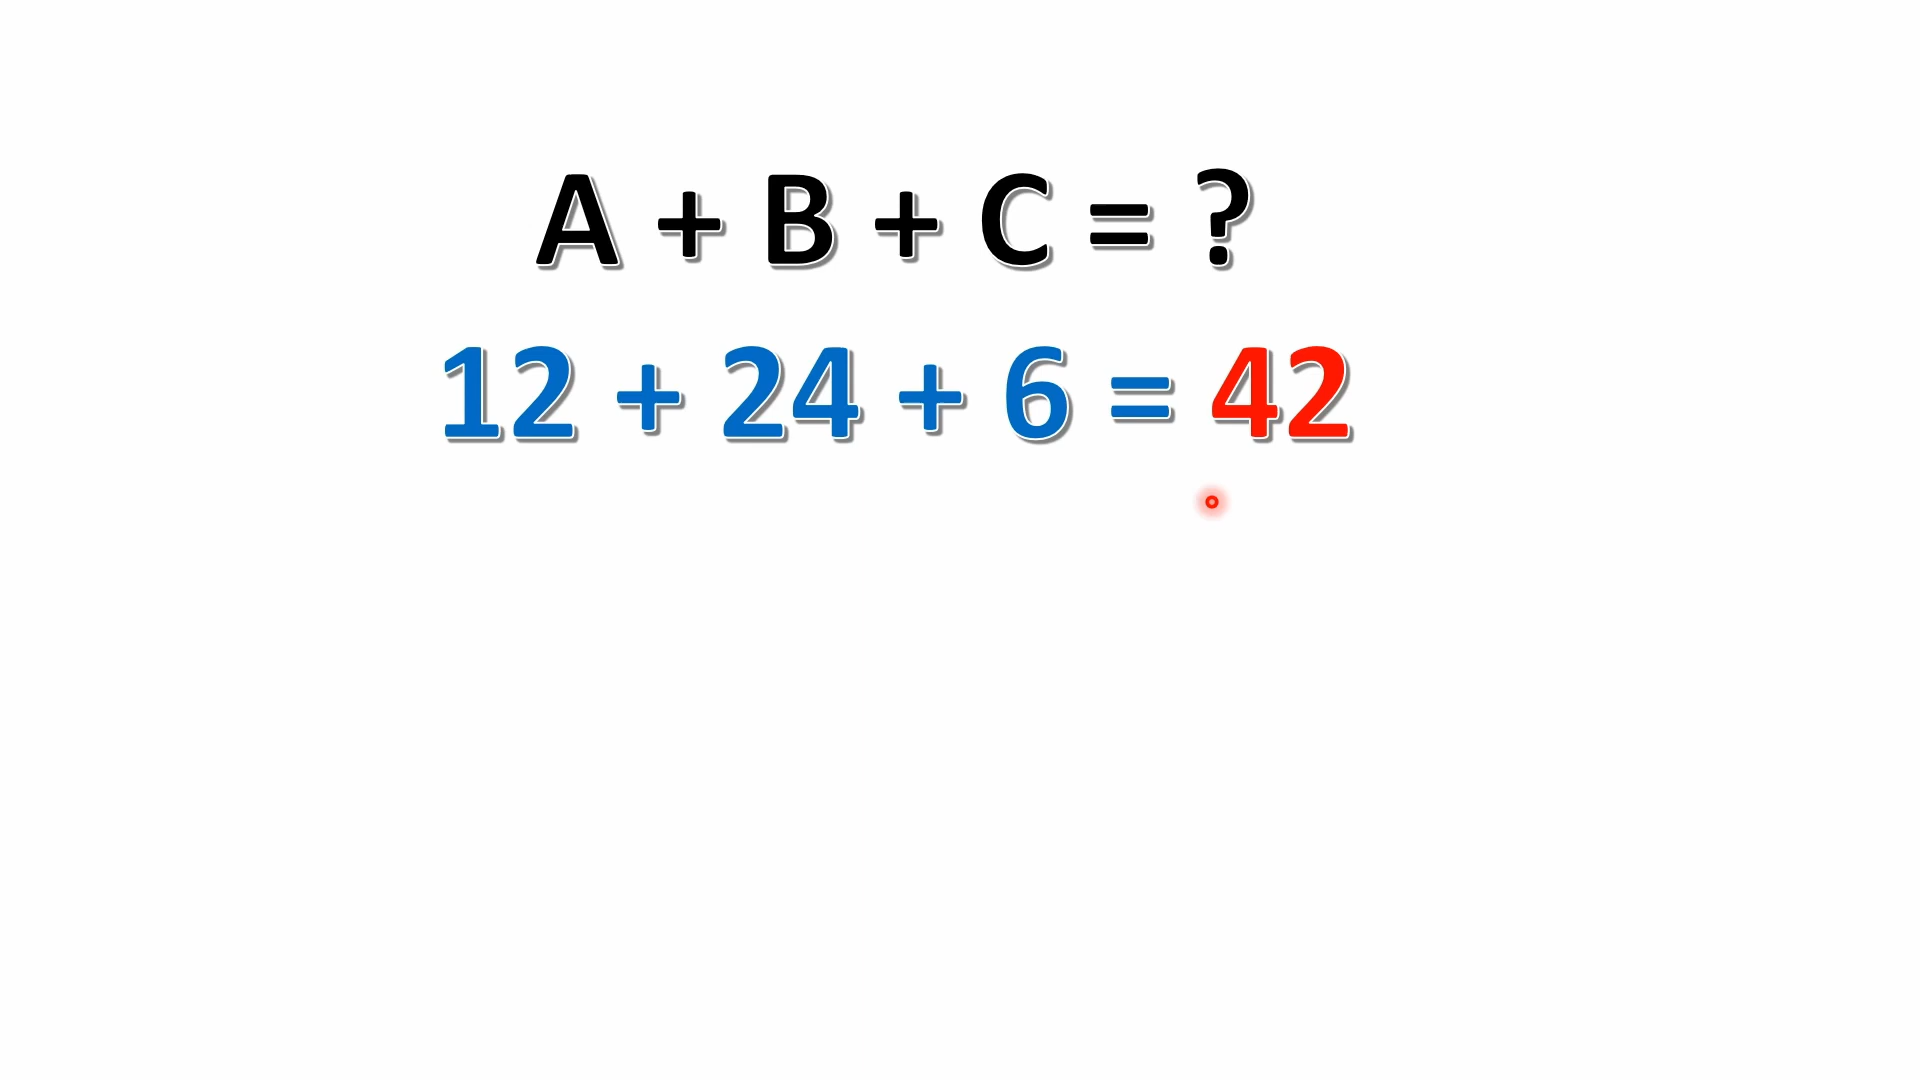 A + B + C = ?
12 + 24 + 6 = 42